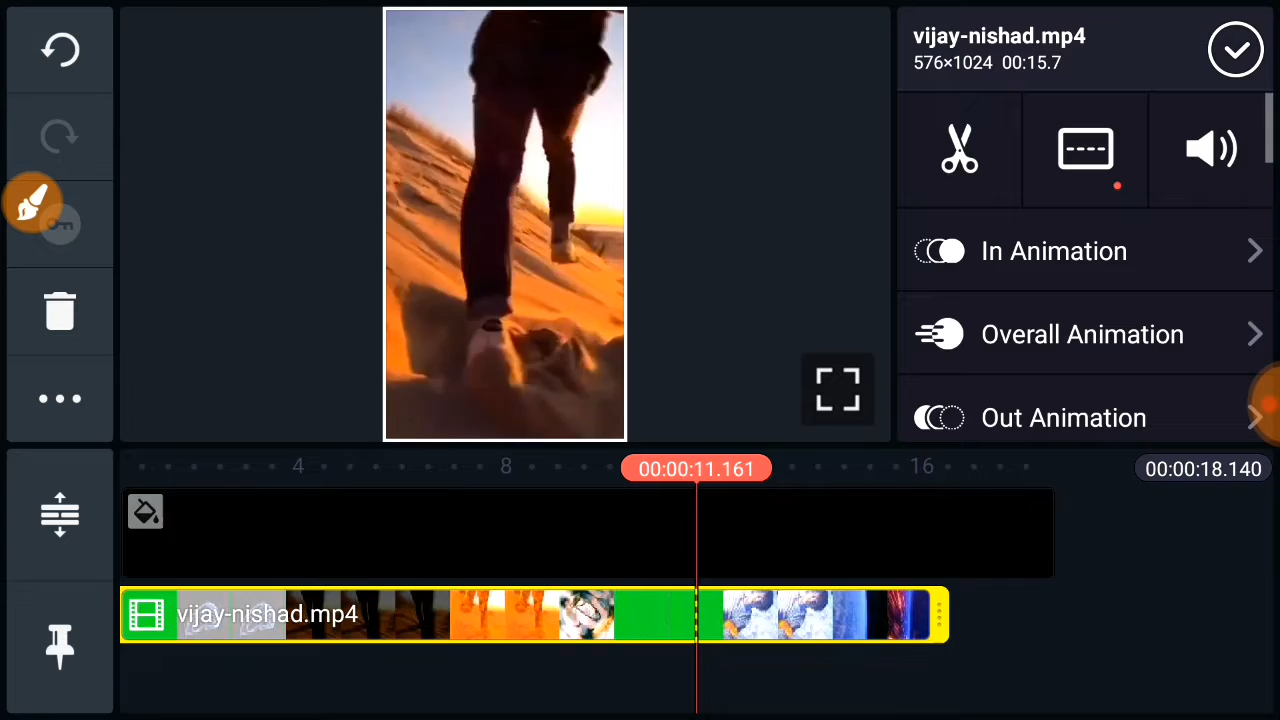 vijay-nishad.mp4
576×1024 00:15.7
In Animation
Overall Animation
Out Animation
4
8
00:00:11.161
16
00:00:18.140
vijay-nishad.mp4